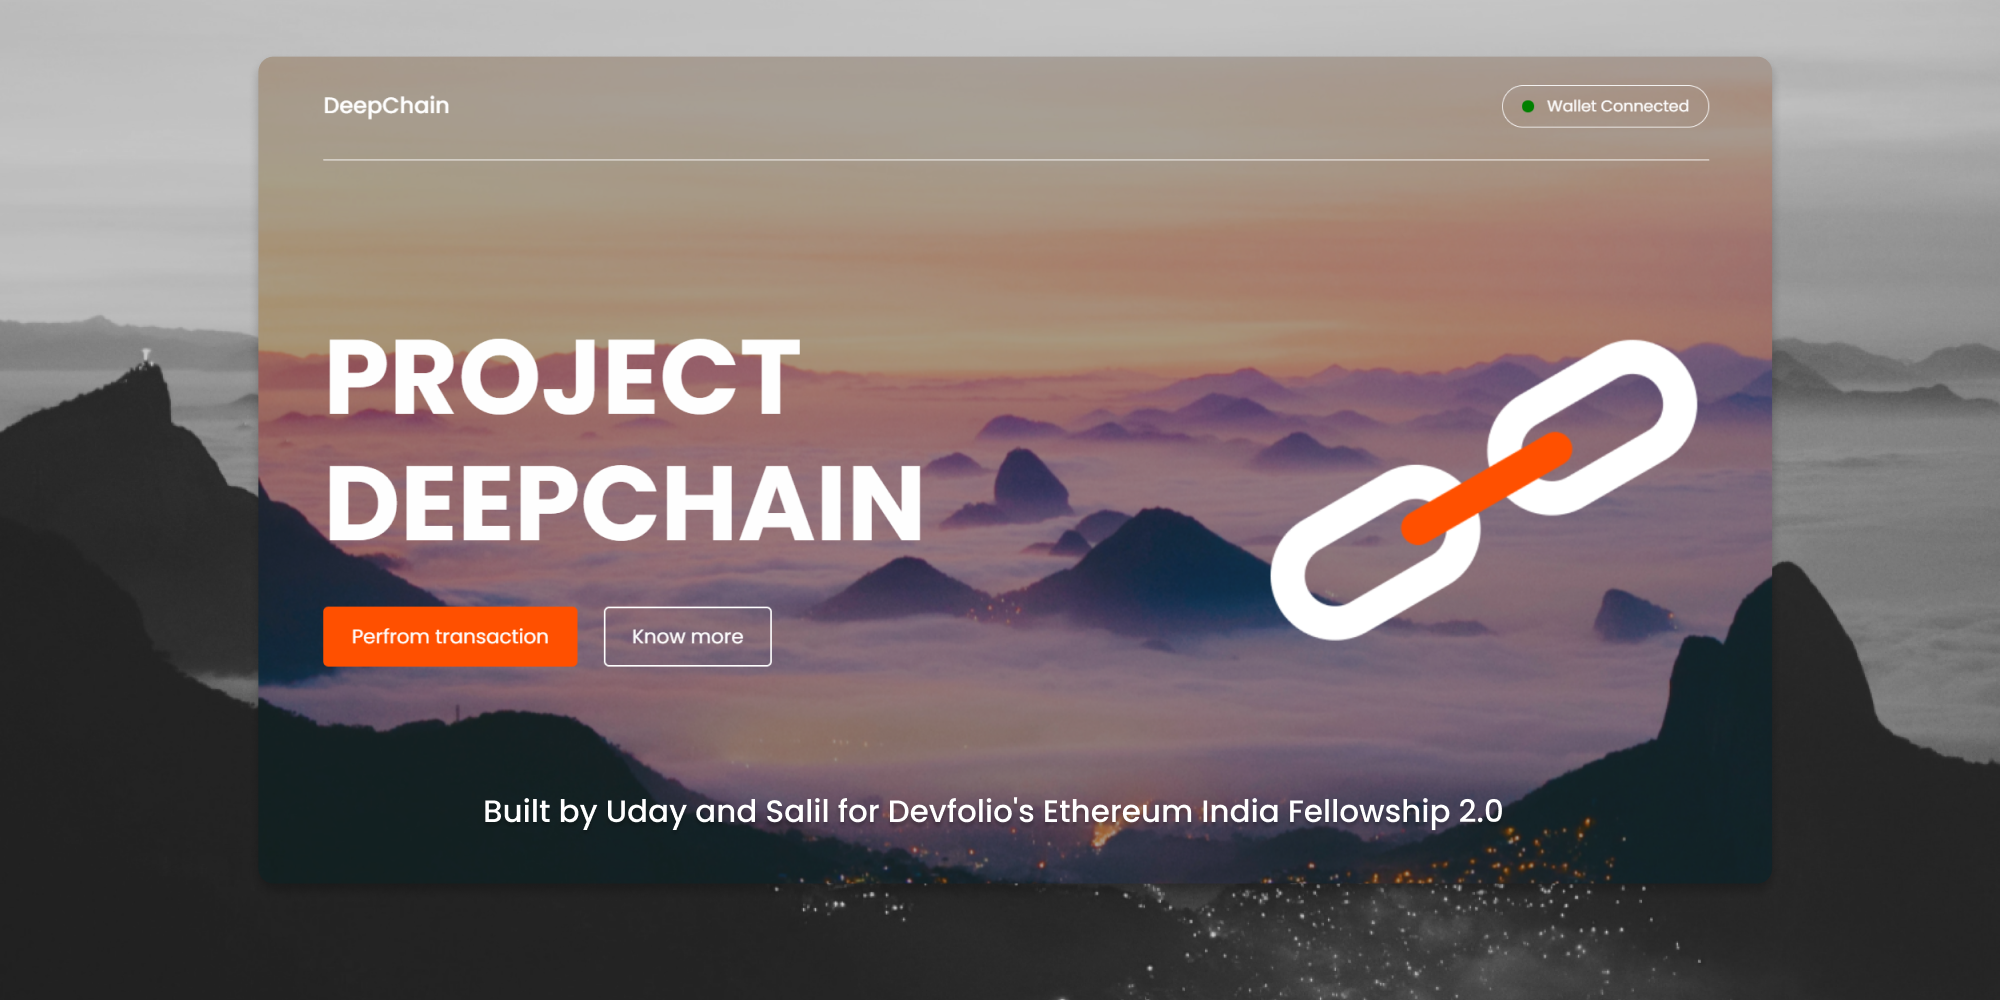 DeepChain
Wallet Connected
PROJECT
DEEPCHAIN
Perfrom transaction
Know more
Built by Uday and Salil for Devfolio's Ethereum India Fellowship 2.0